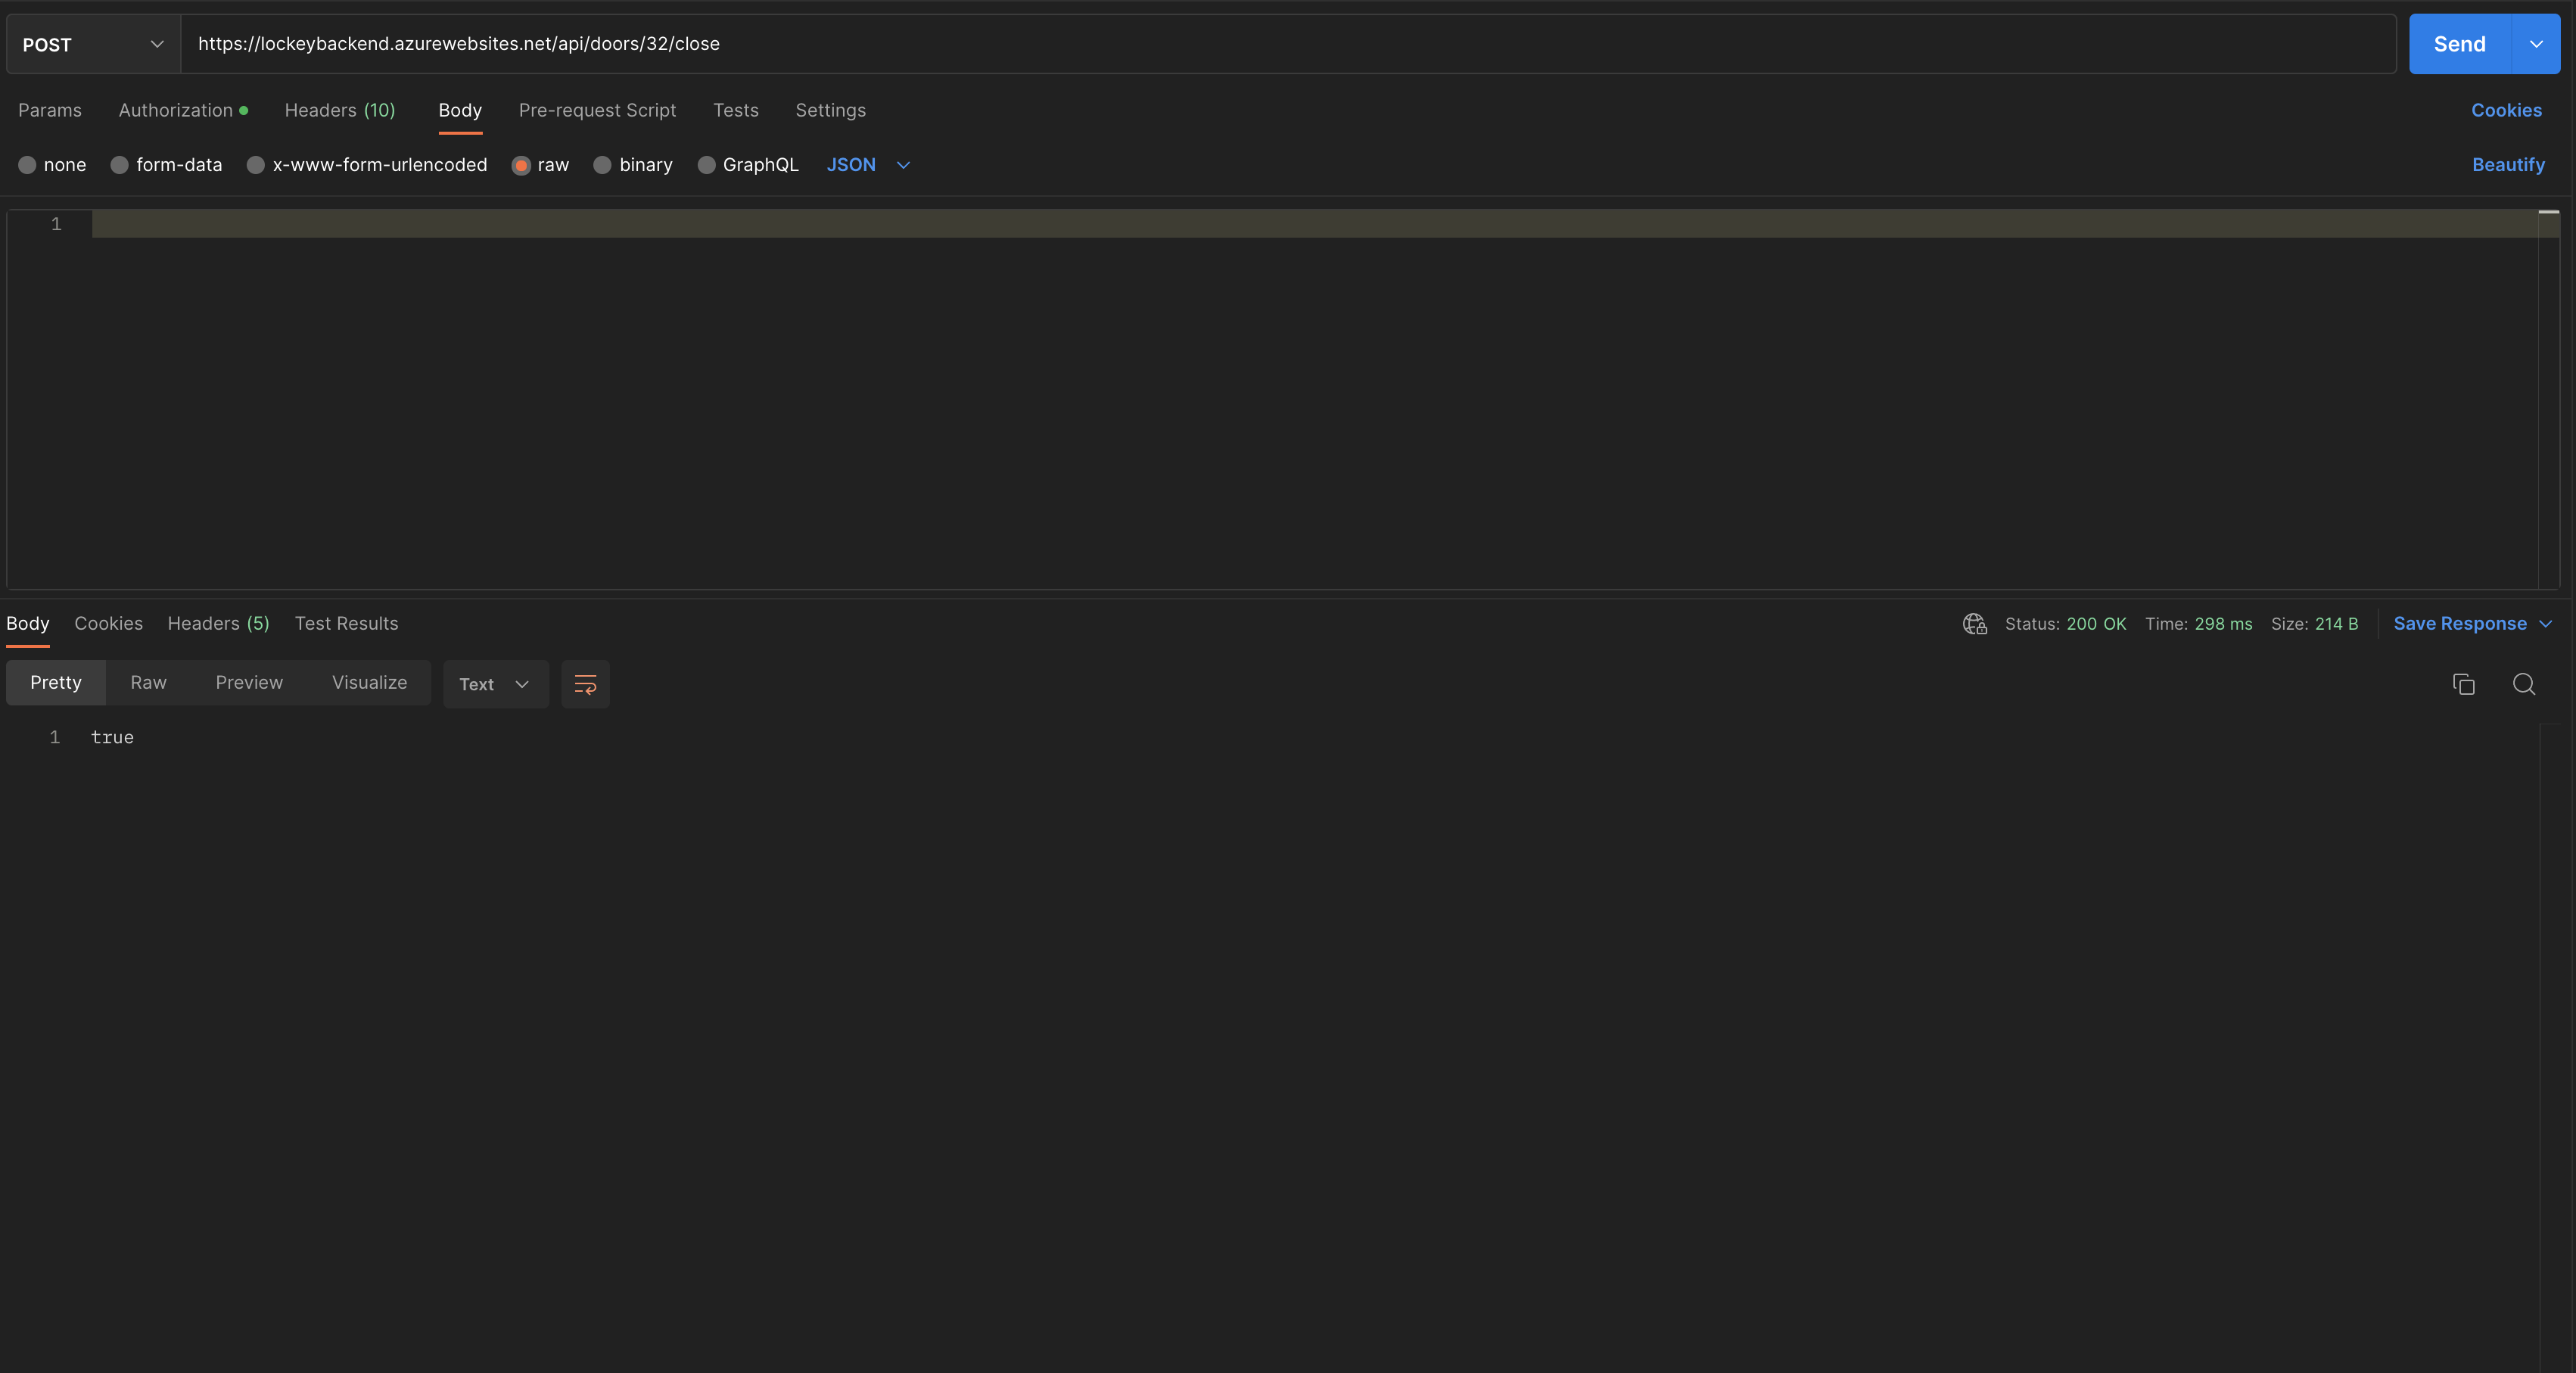 POST https://lockeybackend.azurewebsites.net/api/doors/32/close Send
Params Authorization Headers (10) Body Pre-request Script Tests Settings Cookies
none form-data x-www-form-urlencoded raw binary GraphQL JSON Beautify
1
Body Cookies Headers (5) Test Results Status: 200 OK Time: 298 ms Size: 214 B Save Response
Pretty Raw Preview Visualize Text
1 true